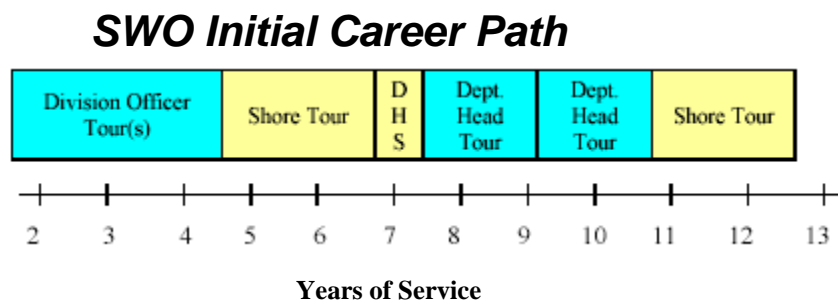 SWO Initial Career Path
Division Officer
Tour(s)
Shore Tour
D
H
S
Dept.
Head
Tour
Dept.
Head
Tour
Shore Tour
2 3 4 5 6 7 8 9 10 11 12 13
Years of Service